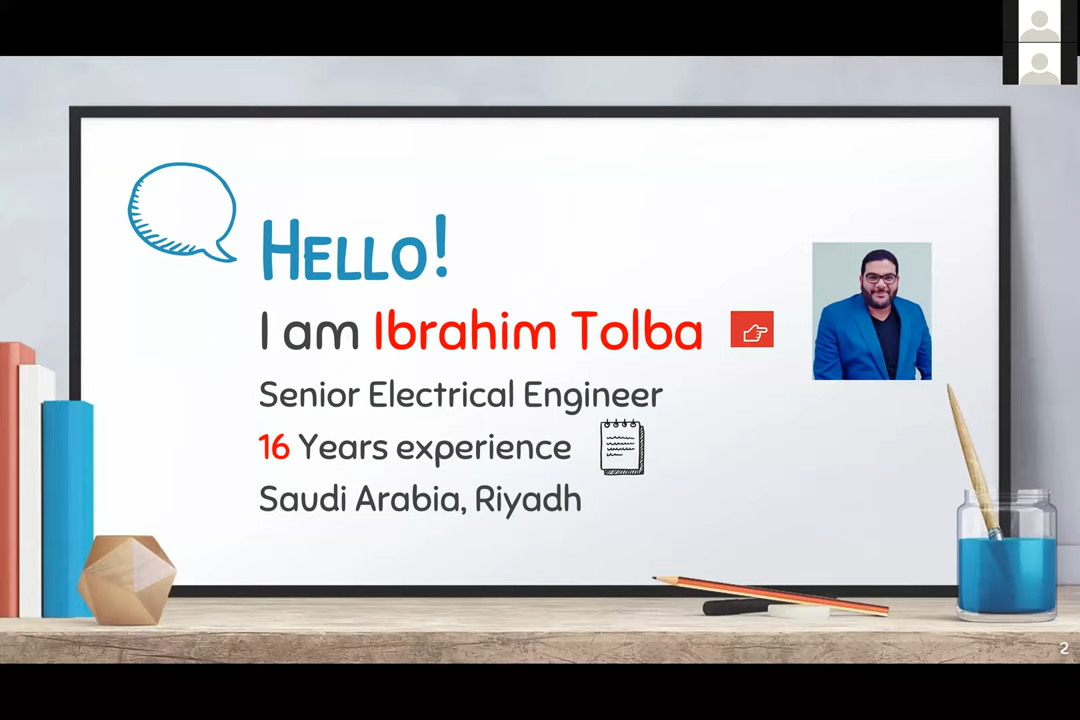 Hello!
I am Ibrahim Tolba
Senior Electrical Engineer
16 Years experience
Saudi Arabia, Riyadh
2